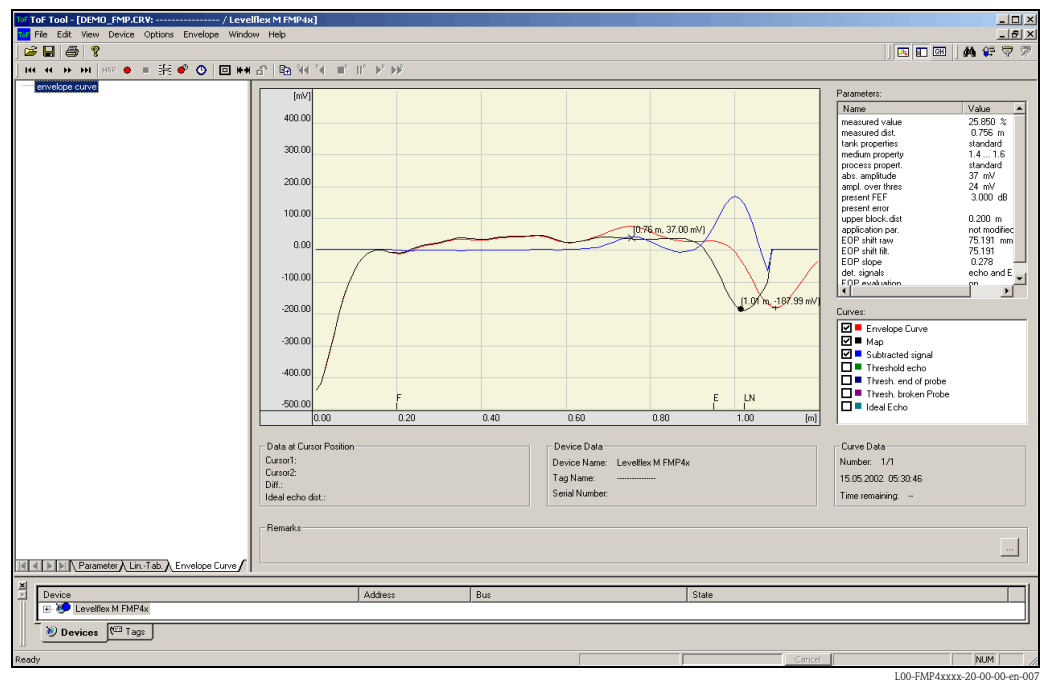 ToF Tool - [DEMO_FMP.CRV: --------------- / Levelflex M FMP4x]
File Edit View Device Options Envelope Window Help
MAP
envelope curve
[mV]
400.00
300.00
200.00
100.00
0.00
-100.00
-200.00
-300.00
-400.00
-500.00
(0.76 m, 37.00 mV)
(1.01 m, -187.99 mV)
F E LN
0.00 0.20 0.40 0.60 0.80 1.00 [m]
Parameters:
Name Value
measured value 25.850 %
measured dist. 0.756 m
tank properties standard
medium property 1.4 ... 1.6
process propert. standard
abs. amplitude 37 mV
ampl. over thres 24 mV
present FEF 3.000 dB
present error
upper block.dist 0.200 m
application par. not modified
EOP shift raw 75.191 mm
EOP shift filt. 75.191
EOP slope 0.278
det. signals echo and E
EOP evaluation on
Curves:
Envelope Curve
Map
Subtracted signal
Threshold echo
Thresh. end of probe
Thresh. broken Probe
Ideal Echo
Data at Cursor Position
Cursor1:
Cursor2:
Diff.:
Ideal echo dist.:
Device Data
Device Name: Levelflex M FMP4x
Tag Name: ---------------
Serial Number:
Curve Data
Number: 1/1
15.05.2002 05:30:46
Time remaining: --
Remarks
...
Parameter Lin.-Tab. Envelope Curve
Device Address Bus State
Levelflex M FMP4x
Devices Tags
Ready Cancel NUM
L00-FMP4xxxx-20-00-00-en-007